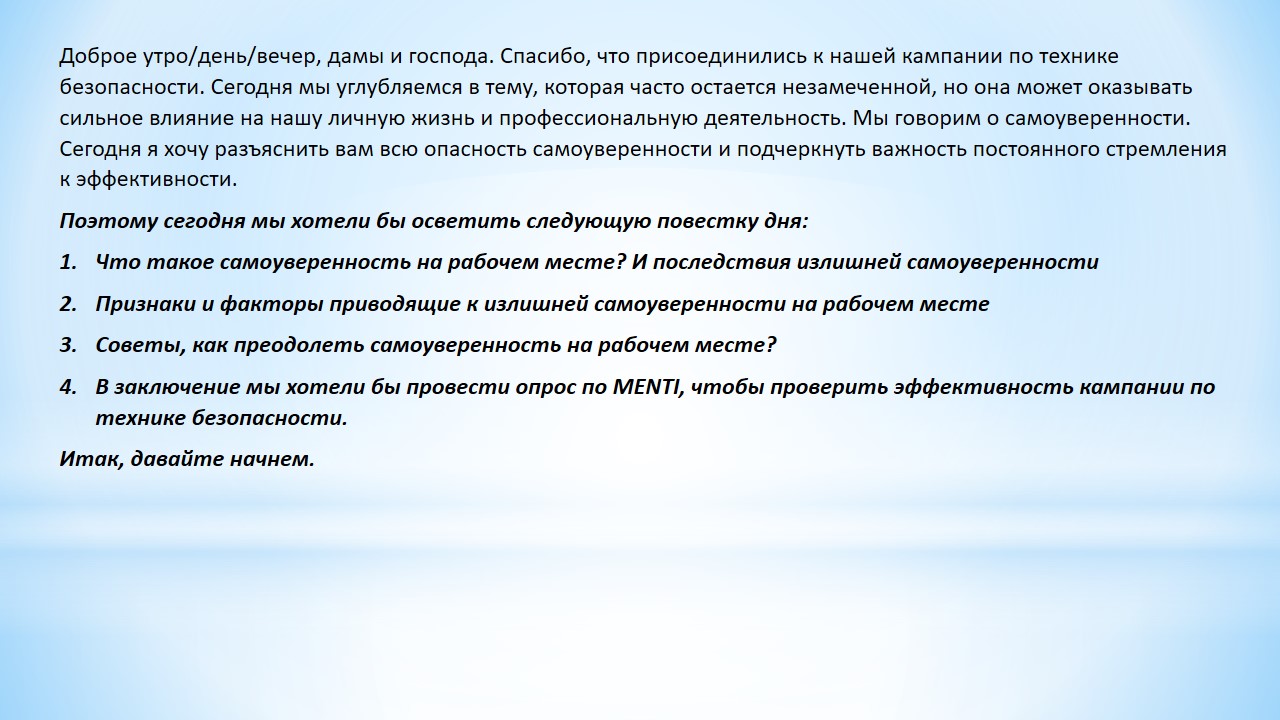 Доброе утро/день/вечер, дамы и господа. Спасибо, что присоединились к нашей кампании по технике
безопасности. Сегодня мы углубляемся в тему, которая часто остается незамеченной, но она может оказывать
сильное влияние на нашу личную жизнь и профессиональную деятельность. Мы говорим о самоуверенности.
Сегодня я хочу разъяснить вам всю опасность самоуверенности и подчеркнуть важность постоянного стремления
к эффективности.
Поэтому сегодня мы хотели бы осветить следующую повестку дня:
1. Что такое самоуверенность на рабочем месте? И последствия излишней самоуверенности
2. Признаки и факторы приводящие к излишней самоуверенности на рабочем месте
3. Советы, как преодолеть самоуверенность на рабочем месте?
4. В заключение мы хотели бы провести опрос по MENTI, чтобы проверить эффективность кампании по
технике безопасности.
Итак, давайте начнем.